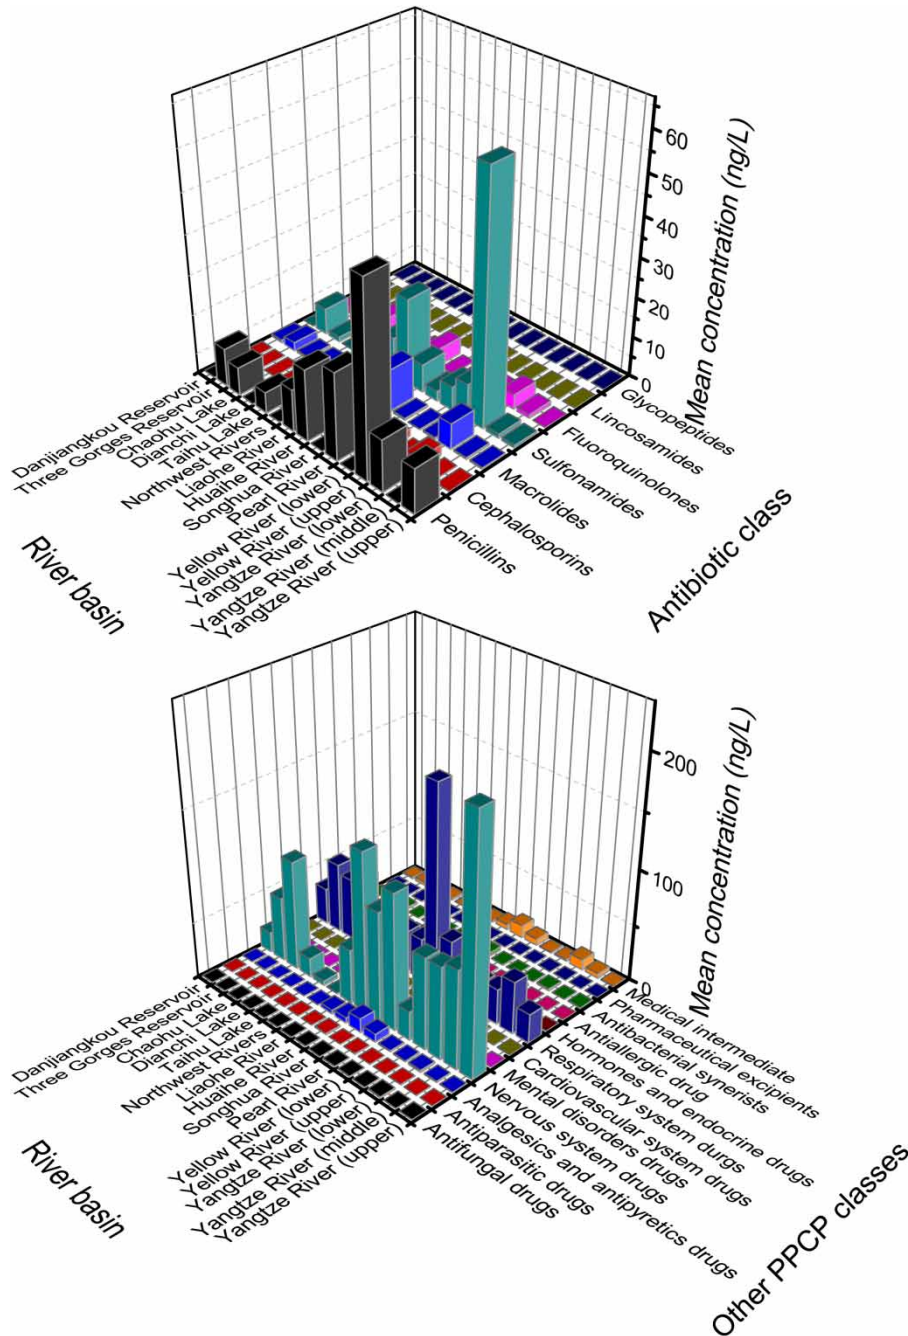 60
50
40
30
20
10
0
Mean concentration (ng/L)
Danjiangkou Reservoir
Three Gorges Reservoir
Chaohu Lake
Dianchi Lake
Taihu Lake
Northwest Rivers
Liaohe River
Huaihe River
Songhua River
Pearl River
Yellow River (lower)
Yellow River (upper)
Yangtze River (lower)
Yangtze River (middle)
Yangtze River (upper)
River basin
Glycopeptides
Lincosamides
Fluoroquinolones
Sulfonamides
Macrolides
Cephalosporins
Penicillins
Antibiotic class
200
100
0
Mean concentration (ng/L)
Danjiangkou Reservoir
Three Gorges Reservoir
Chaohu Lake
Dianchi Lake
Taihu Lake
Northwest Rivers
Liaohe River
Huaihe River
Songhua River
Pearl River
Yellow River (lower)
Yellow River (upper)
Yangtze River (lower)
Yangtze River (middle)
Yangtze River (upper)
River basin
Medical intermediate
Pharmaceutical excipients
Antibacterial synerists
Antiallergic drug
Hormones and endocrine drugs
Respiratory system durgs
Cardiovascular system drugs
Mental disorders drugs
Nervous system drugs
Analgesics and antipyretics drugs
Antiparasitic drugs
Antifungal drugs
Other PPCP classes